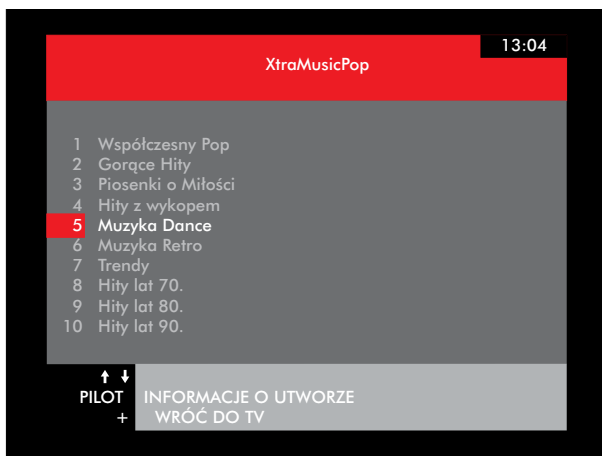 13:04
XtraMusicPop
1 Współczesny Pop
2 Gorące Hity
3 Piosenki o Miłości
4 Hity z wykopem
5 Muzyka Dance
6 Muzyka Retro
7 Trendy
8 Hity lat 70.
9 Hity lat 80.
10 Hity lat 90.
↑ ↓
PILOT INFORMACJE O UTWORZE
+ WRÓĆ DO TV